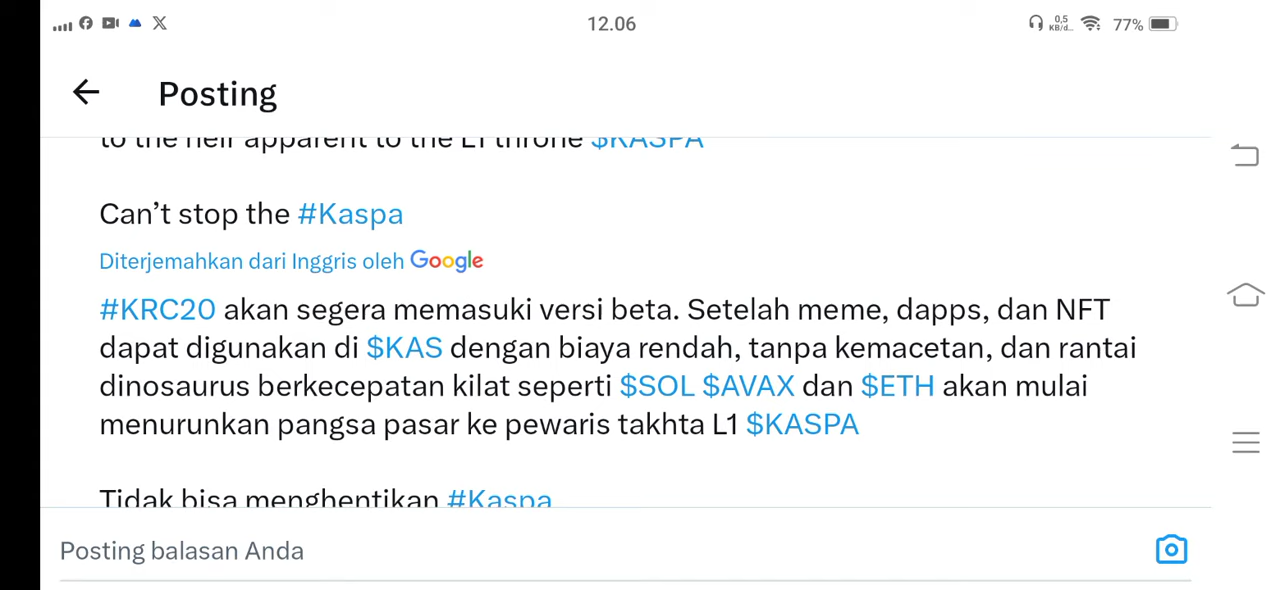 12.06
0,5
KB/d...
77%
Posting
to the heir apparent to the L1 throne $KASPA
Can’t stop the #Kaspa
Diterjemahkan dari Inggris oleh Google
#KRC20 akan segera memasuki versi beta. Setelah meme, dapps, dan NFT
dapat digunakan di $KAS dengan biaya rendah, tanpa kemacetan, dan rantai
dinosaurus berkecepatan kilat seperti $SOL $AVAX dan $ETH akan mulai
menurunkan pangsa pasar ke pewaris takhta L1 $KASPA
Tidak bisa menghentikan #Kaspa
Posting balasan Anda